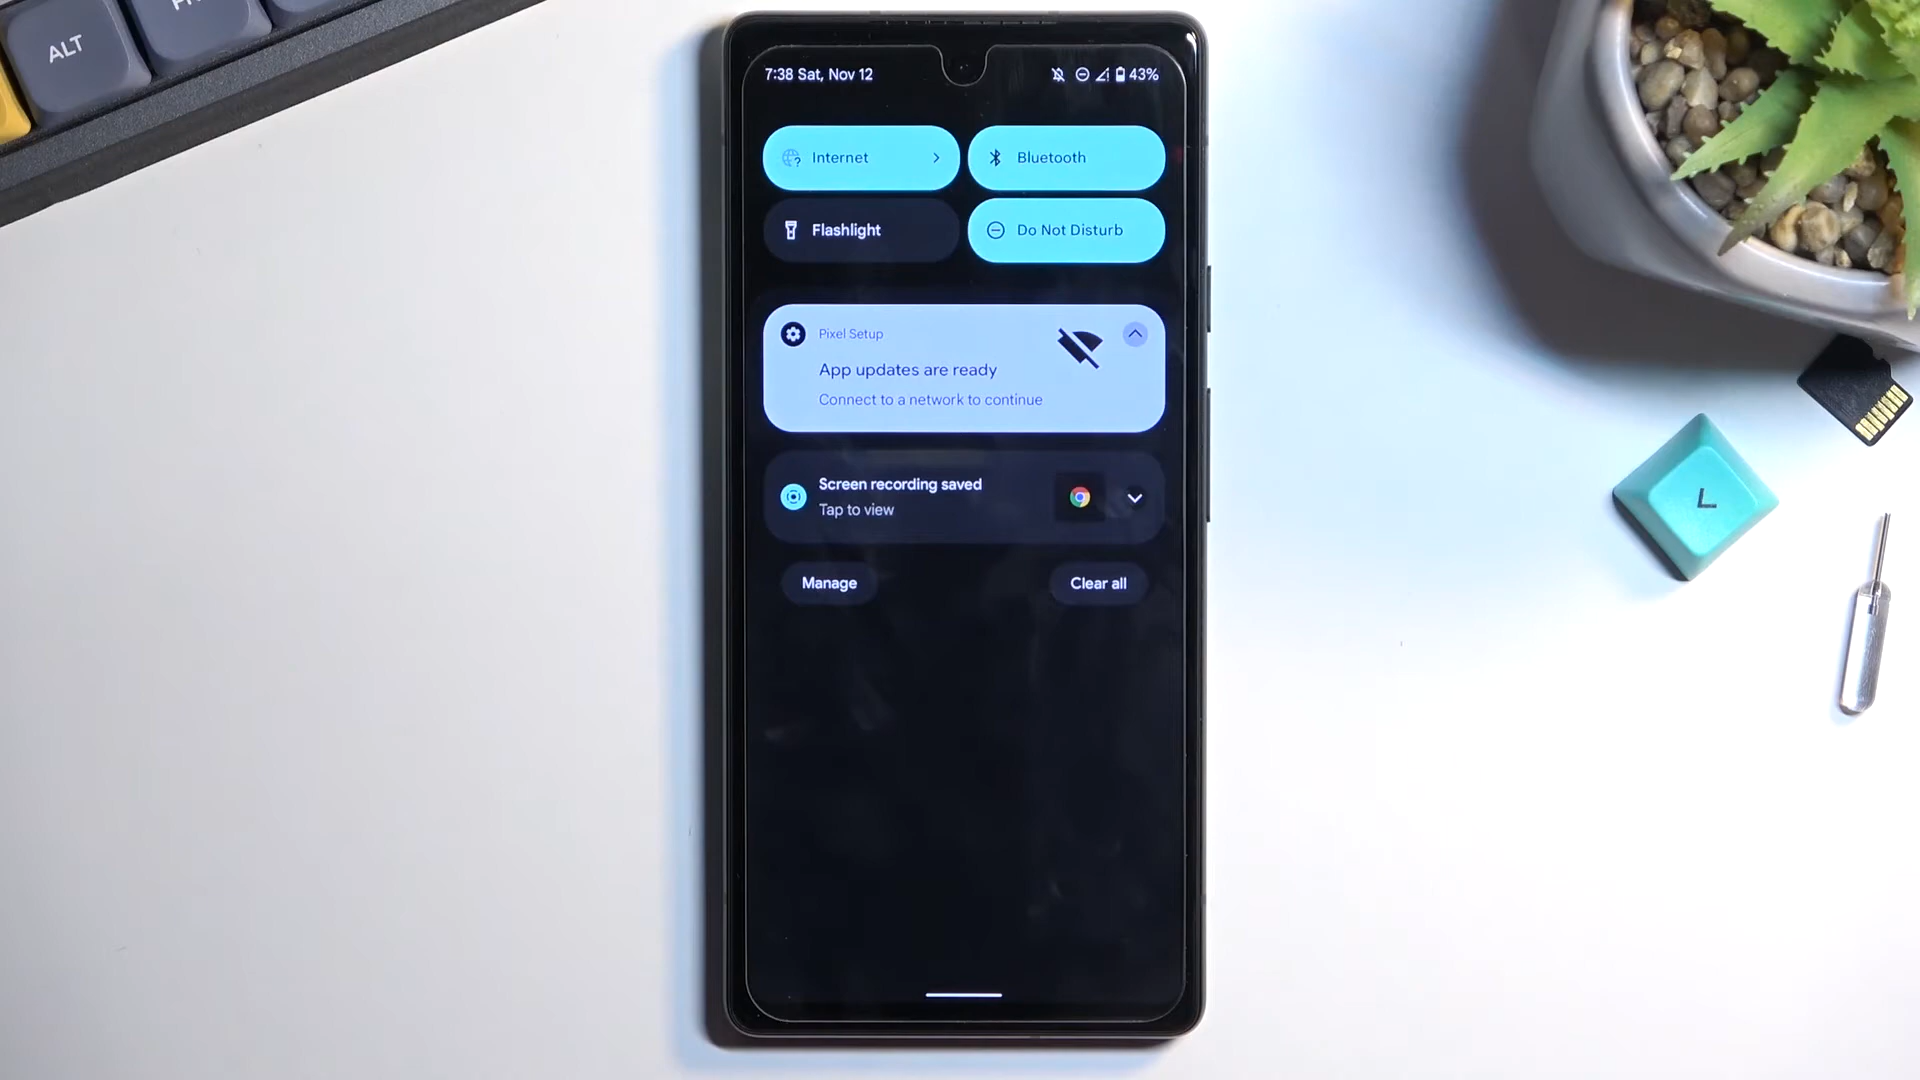 ALT
7:38 Sat, Nov 12
43%
Internet
Bluetooth
Flashlight
Do Not Disturb
Pixel Setup
App updates are ready
Connect to a network to continue
Screen recording saved
Tap to view
Manage
Clear all
L